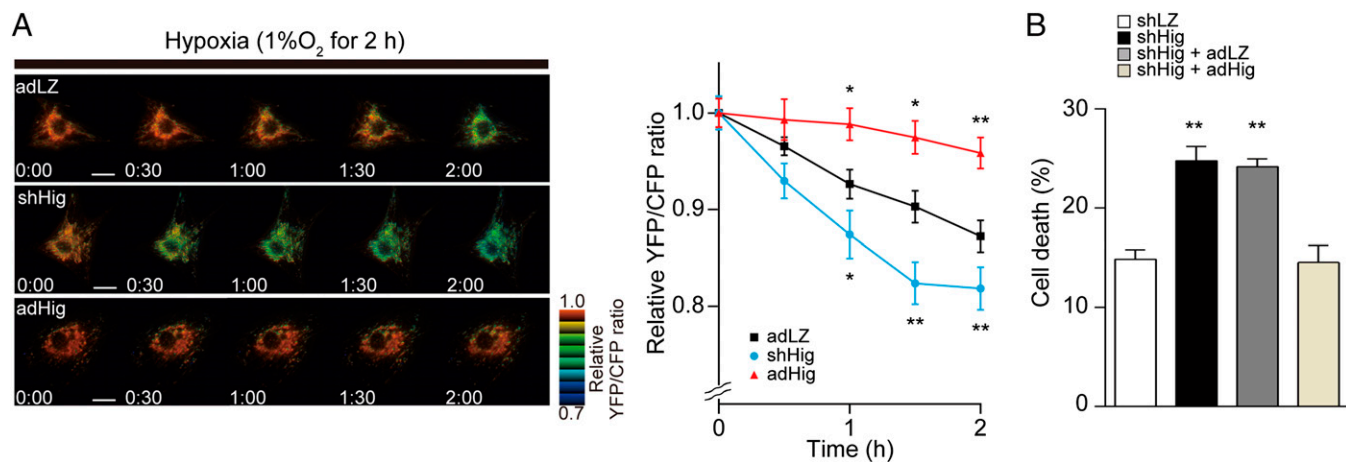 A
Hypoxia (1%O₂ for 2 h)
adLZ
0:00 0:30 1:00 1:30 2:00
shHig
0:00 0:30 1:00 1:30 2:00
adHig
0:00 0:30 1:00 1:30 2:00
1.0
0.7
Relative
YFP/CFP ratio
Relative YFP/CFP ratio
1.0
0.9
0.8
* * **
* ** **
adLZ
shHig
adHig
0 1 2
Time (h)
B
shLZ
shHig
shHig + adLZ
shHig + adHig
Cell death (%)
30
20
10
0
** **